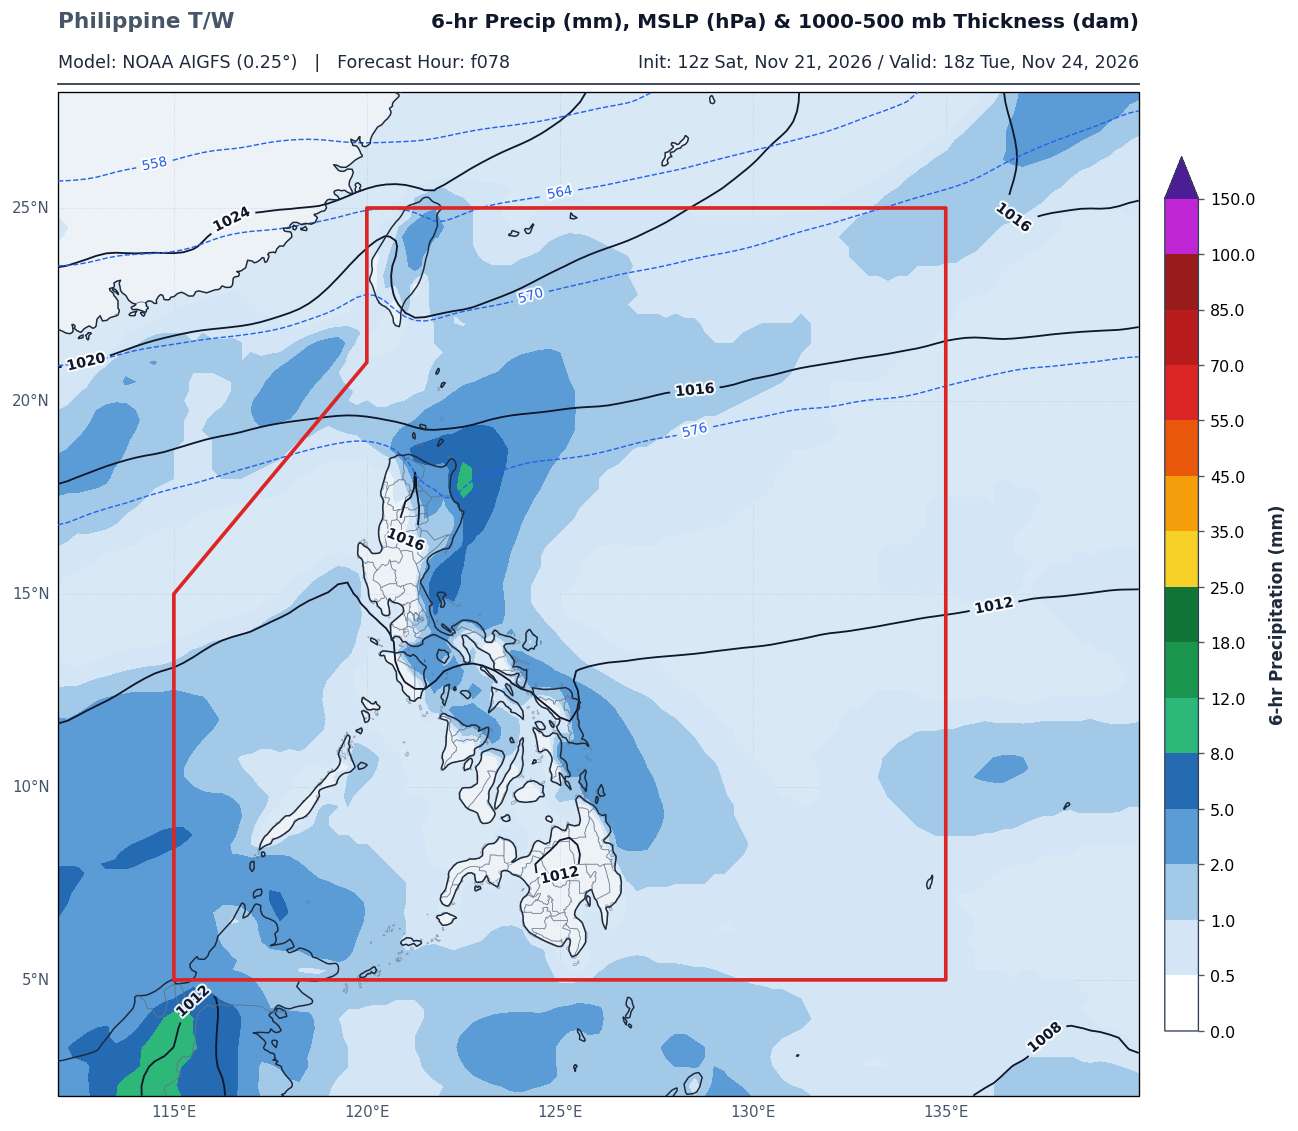 Philippine T/W
6-hr Precip (mm), MSLP (hPa) & 1000-500 mb Thickness (dam)
Model: NOAA AIGFS (0.25°) | Forecast Hour: f078
Init: 12z Sat, Nov 21, 2026 / Valid: 18z Tue, Nov 24, 2026
558
564
1024
1016
25°N
570
1020
1016
20°N
576
1016
15°N
1012
10°N
1012
5°N
1012
1008
115°E
120°E
125°E
130°E
135°E
150.0
100.0
85.0
70.0
55.0
45.0
35.0
25.0
18.0
12.0
8.0
5.0
2.0
1.0
0.5
0.0
6-hr Precipitation (mm)